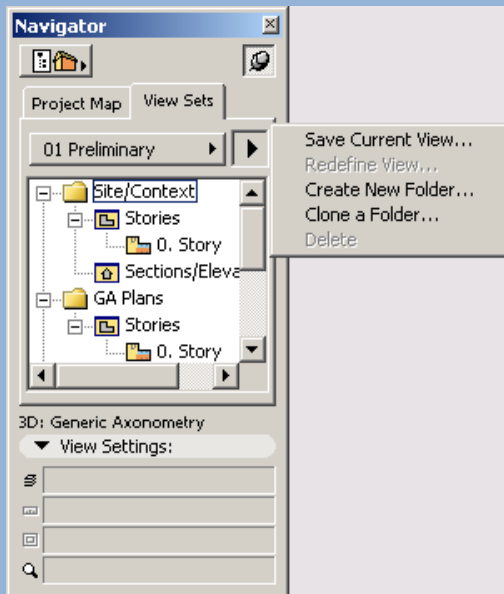 Navigator
Project Map
View Sets
01 Preliminary
Save Current View...
Redefine View...
Create New Folder...
Clone a Folder...
Delete
Site/Context
Stories
0. Story
Sections/Eleva
GA Plans
Stories
0. Story
3D: Generic Axonometry
View Settings: